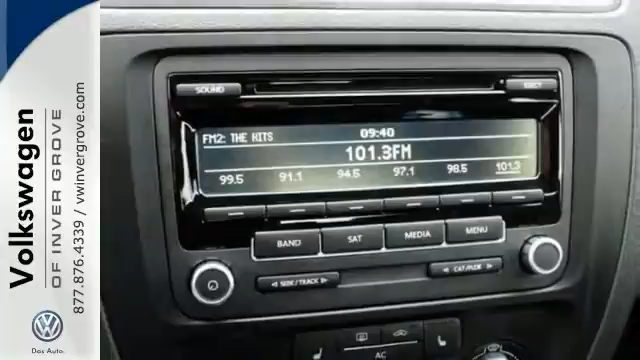 Volkswagen
OF INVER GROVE
877.876.4339 / vwinvergrove.com
Das Auto.
SOUND
EJECT
FM2: THE HITS
09:40
101.3FM
99.5 91.1 94.5 97.1 98.5 101.3
BAND SAT MEDIA MENU
SEEK/TRACK
CAT/FLDR
AC